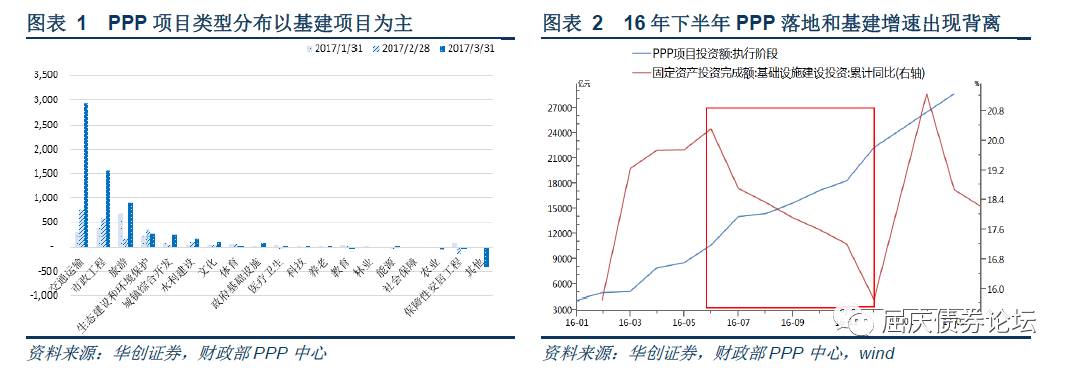 图表 1 PPP 项目类型分布以基建项目为主
2017/1/31 2017/2/28 2017/3/31
3,500
3,000
2,500
2,000
1,500
1,000
500
-
-500
-1,000
交通运输
市政工程
旅游
生态建设和环境保护
城镇综合开发
水利建设
文化
体育
政府基础设施
医疗卫生
科技
养老
教育
林业
能源
社会保障
农业
保障性安居工程
其他
资料来源：华创证券，财政部 PPP 中心
图表 2 16 年下半年 PPP 落地和基建增速出现背离
PPP项目投资额:执行阶段
固定资产投资完成额:基础设施建设投资:累计同比(右轴)
亿元
%
27000
24000
21000
18000
15000
12000
9000
6000
3000
20.8
20.0
19.2
18.4
17.6
16.8
16.0
16-01 16-03 16-05 16-07 16-09
屈庆债券论坛
资料来源：华创证券，财政部 PPP 中心，wind